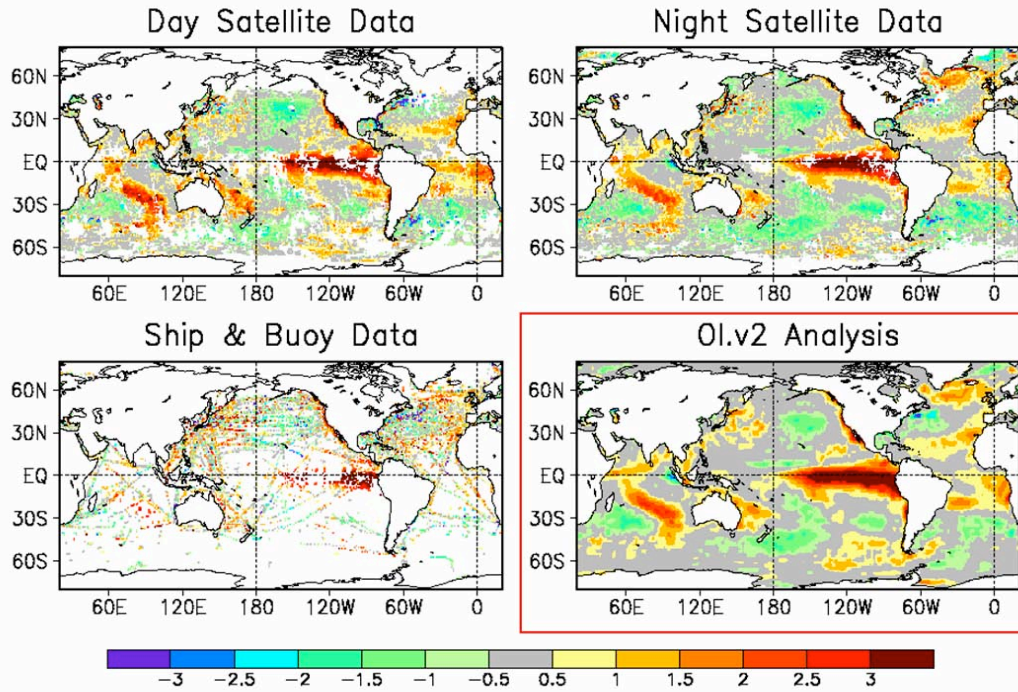 Day Satellite Data
Night Satellite Data
60N
30N
EQ
30S
60S
60E 120E 180 120W 60W 0
60N
30N
EQ
30S
60S
60E 120E 180 120W 60W 0
Ship & Buoy Data
OI.v2 Analysis
60N
30N
EQ
30S
60S
60E 120E 180 120W 60W 0
60N
30N
EQ
30S
60S
60E 120E 180 120W 60W 0
-3 -2.5 -2 -1.5 -1 -0.5 0.5 1 1.5 2 2.5 3